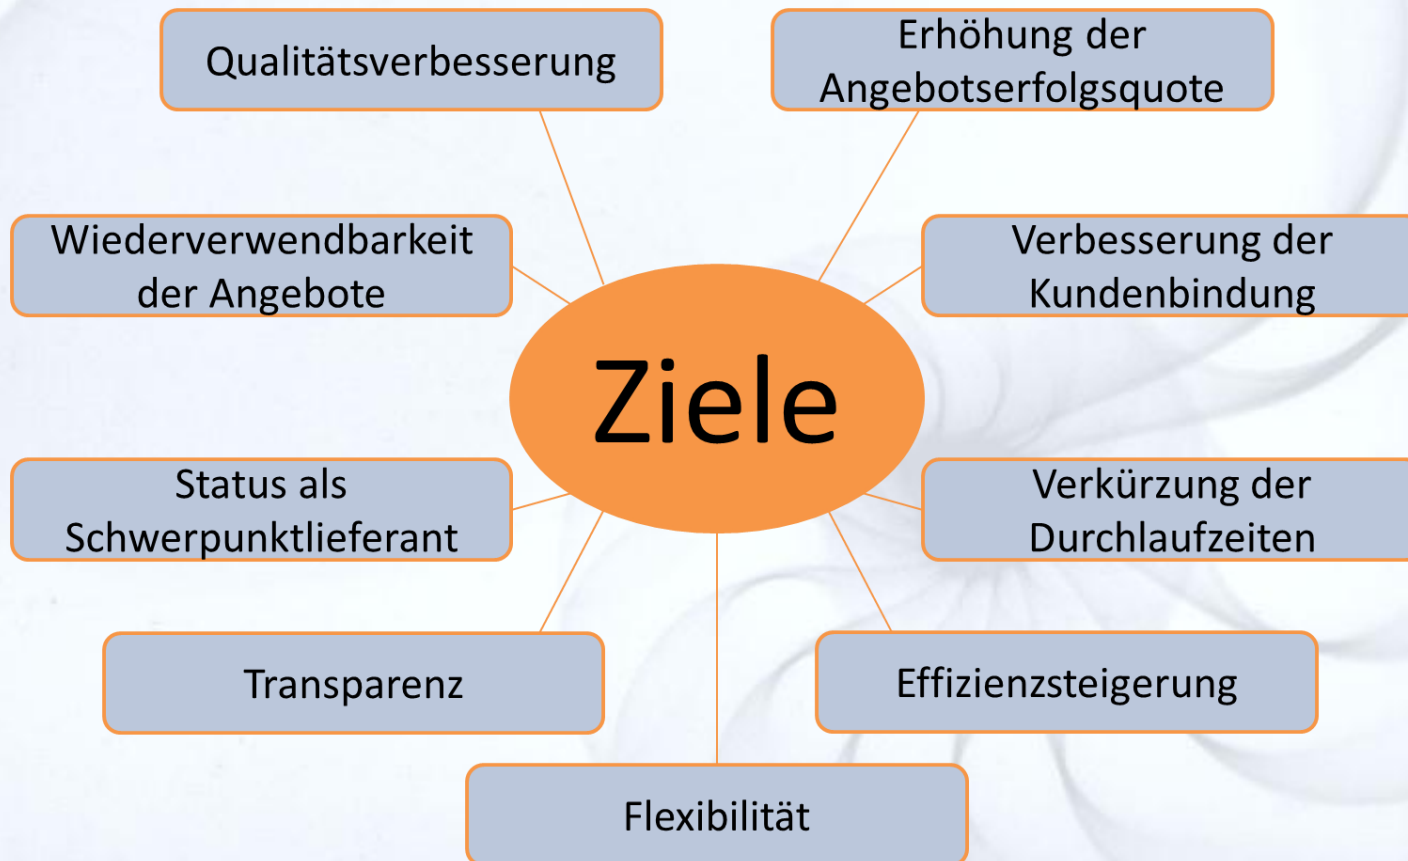 Qualitätsverbesserung
Erhöhung der
Angebotserfolgsquote
Wiederverwendbarkeit
der Angebote
Verbesserung der
Kundenbindung
Ziele
Status als
Schwerpunktlieferant
Verkürzung der
Durchlaufzeiten
Transparenz
Effizienzsteigerung
Flexibilität